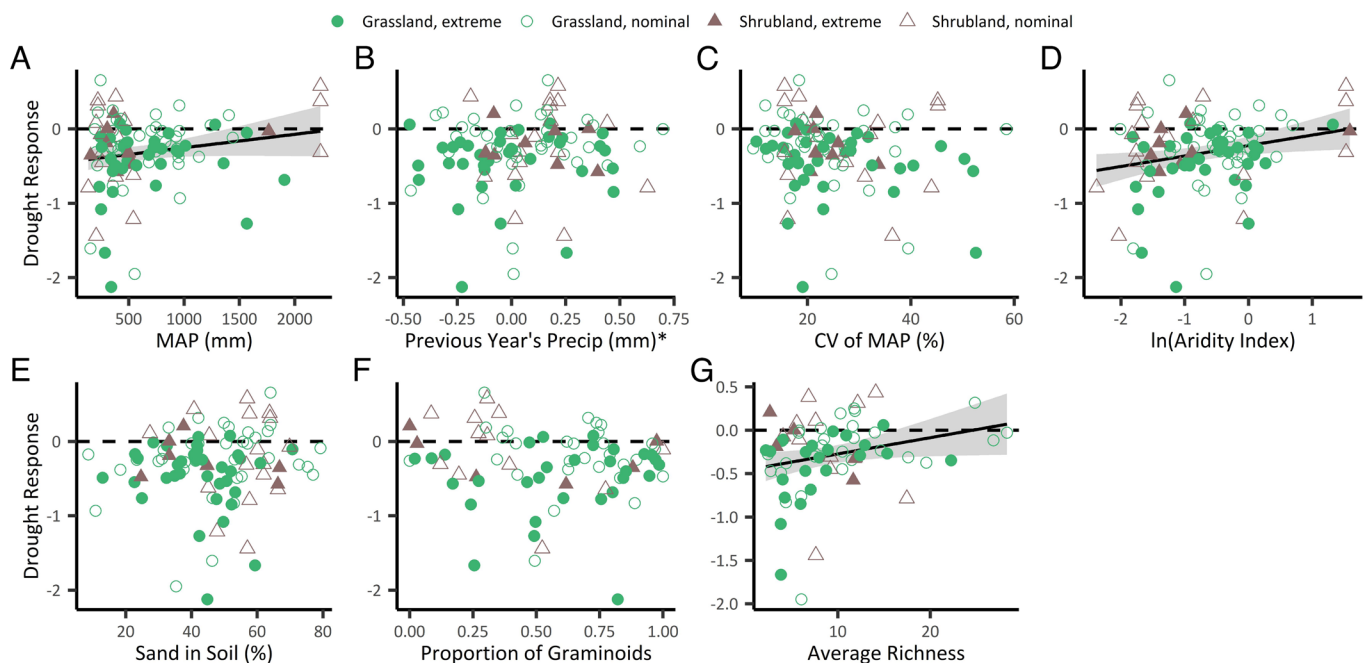 Grassland, extreme Grassland, nominal Shrubland, extreme Shrubland, nominal
A B C D
Drought Response
0
-1
-2
500 1000 1500 2000
MAP (mm)
0
-1
-2
-0.50 -0.25 0.00 0.25 0.50 0.75
Previous Year's Precip (mm)*
0
-1
-2
20 40 60
CV of MAP (%)
0
-1
-2
-2 -1 0 1
ln(Aridity Index)
E F G
Drought Response
0
-1
-2
20 40 60 80
Sand in Soil (%)
0
-1
-2
0.00 0.25 0.50 0.75 1.00
Proportion of Graminoids
0.5
0.0
-0.5
-1.0
-1.5
-2.0
10 20
Average Richness